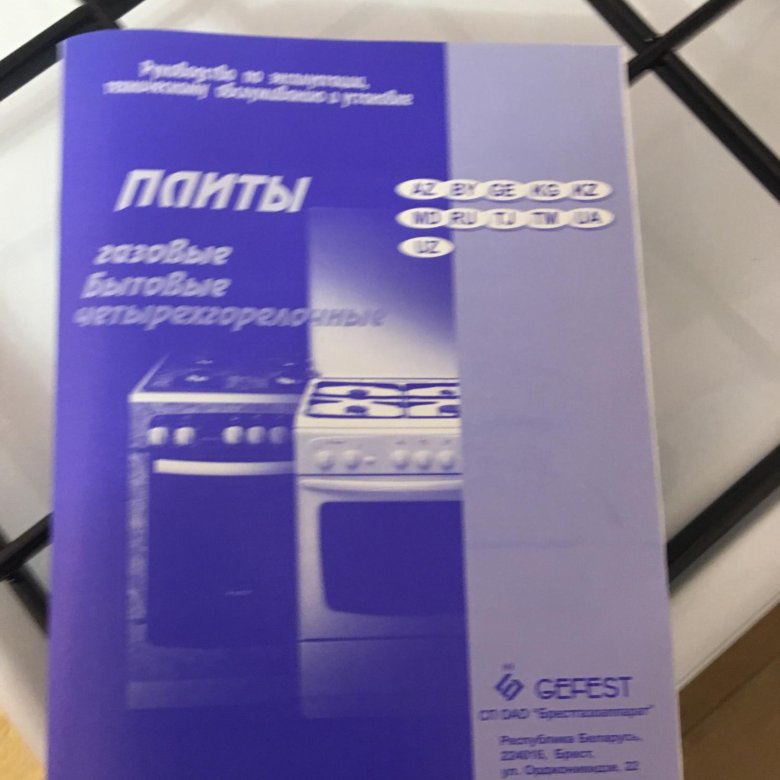 Руководство по эксплуатации,
техническому обслуживанию и установке
ПЛИТЫ
газовые
бытовые
четырехгорелочные
AZ BY GE KG KZ
MD RU TJ TM UA
UZ
GEFEST
СП ОАО "Брестгазоаппарат"
Республика Беларусь,
224016, Брест,
ул. Орджоникидзе, 22